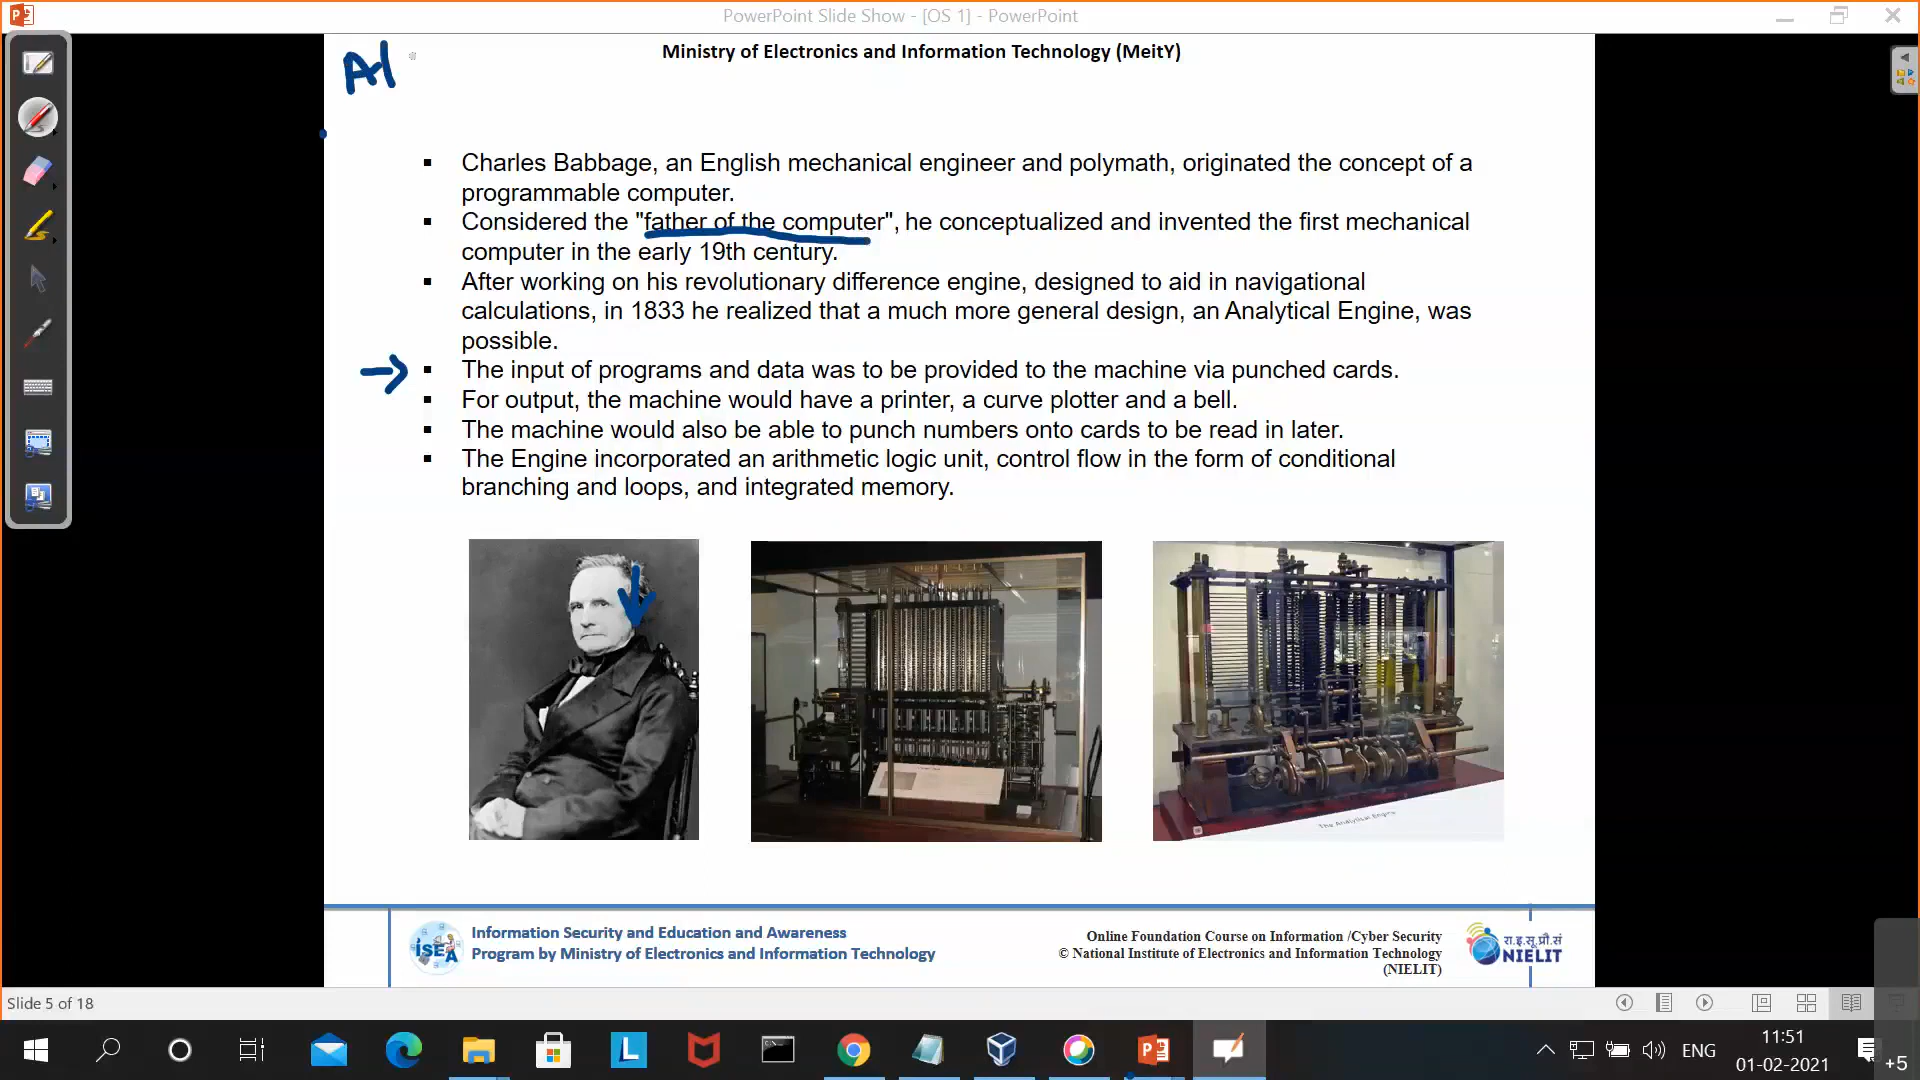 PowerPoint Slide Show - [OS 1] - PowerPoint
Ministry of Electronics and Information Technology (MeitY)
▪ Charles Babbage, an English mechanical engineer and polymath, originated the concept of a
programmable computer.
▪ Considered the "father of the computer", he conceptualized and invented the first mechanical
computer in the early 19th century.
▪ After working on his revolutionary difference engine, designed to aid in navigational
calculations, in 1833 he realized that a much more general design, an Analytical Engine, was
possible.
▪ The input of programs and data was to be provided to the machine via punched cards.
▪ For output, the machine would have a printer, a curve plotter and a bell.
▪ The machine would also be able to punch numbers onto cards to be read in later.
▪ The Engine incorporated an arithmetic logic unit, control flow in the form of conditional
branching and loops, and integrated memory.
The Analytical Engine
ISEA
Information Security and Education and Awareness
Program by Ministry of Electronics and Information Technology
Online Foundation Course on Information /Cyber Security
© National Institute of Electronics and Information Technology
(NIELIT)
रा.इ.सू.प्रौ.सं
NIELIT
Slide 5 of 18
ENG
11:51
01-02-2021
+5